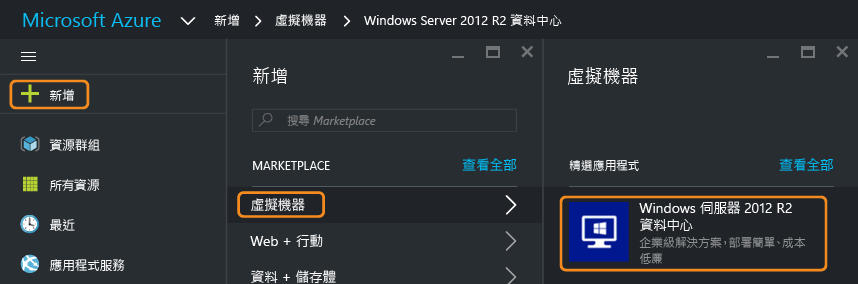 Microsoft Azure 新增 虛擬機器 Windows Server 2012 R2 資料中心
新增
資源群組
所有資源
最近
應用程式服務
新增
搜尋 Marketplace
MARKETPLACE 查看全部
虛擬機器
Web + 行動
資料 + 儲存體
虛擬機器
精選應用程式 查看全部
Windows 伺服器 2012 R2
資料中心
企業級解決方案，部署簡單、成本
低廉